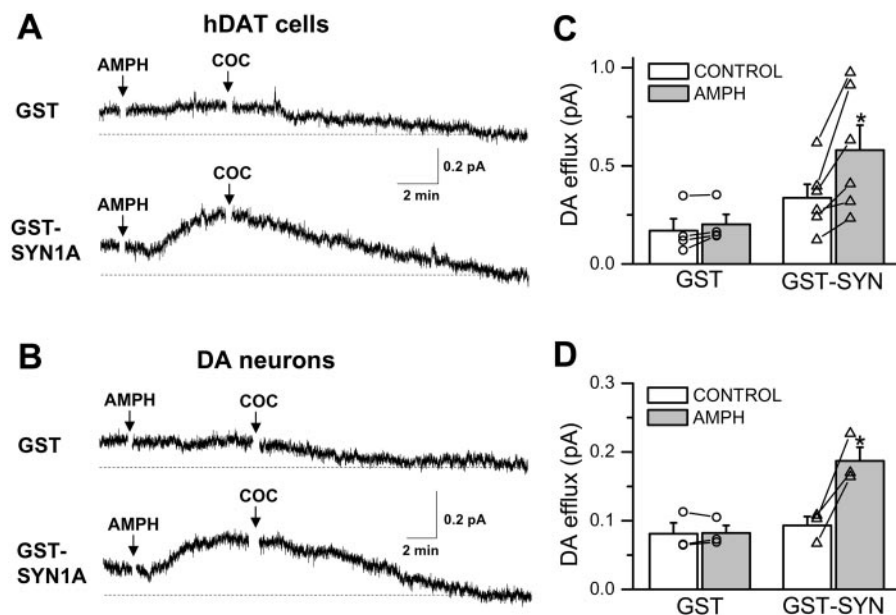 A
hDAT cells
AMPH
COC
GST
0.2 pA
2 min
AMPH
COC
GST-
SYN1A
B
DA neurons
AMPH
COC
GST
0.2 pA
2 min
AMPH
COC
GST-
SYN1A
C
DA efflux (pA)
1.0
0.5
0.0
CONTROL
AMPH
*
GST
GST-SYN
D
DA efflux (pA)
0.3
0.2
0.1
0.0
CONTROL
AMPH
*
GST
GST-SYN